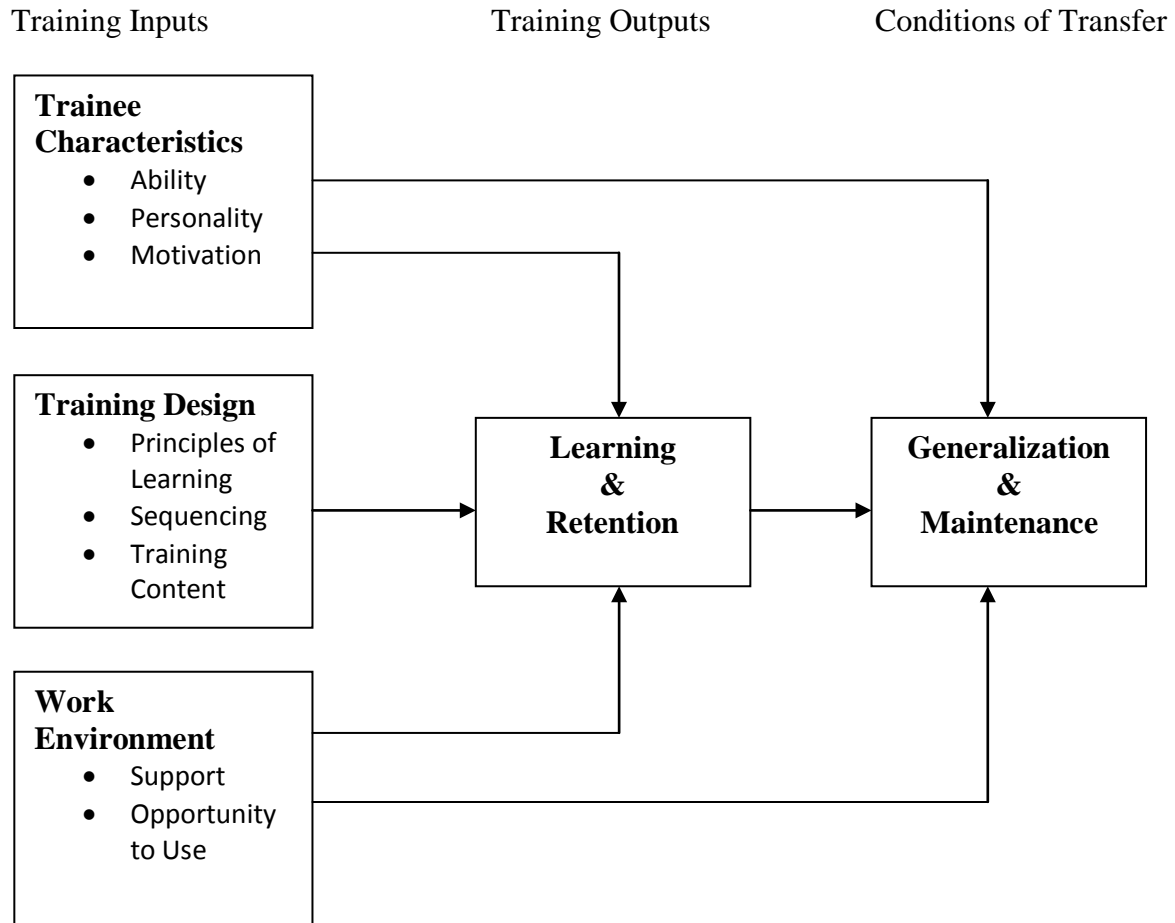 Training Inputs Training Outputs Conditions of Transfer
Trainee
Characteristics
• Ability
• Personality
• Motivation
Training Design
• Principles of
Learning
• Sequencing
• Training
Content
Learning
&
Retention
Generalization
&
Maintenance
Work
Environment
• Support
• Opportunity
to Use